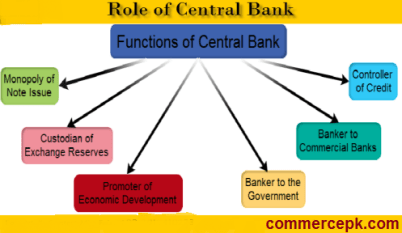 Role of Central Bank
Functions of Central Bank
Monopoly of
Note Issue
Controller
of Credit
Custodian of
Exchange Reserves
Banker to
Commercial Banks
Promoter of
Economic Development
Banker to the
Government
commercepk.com